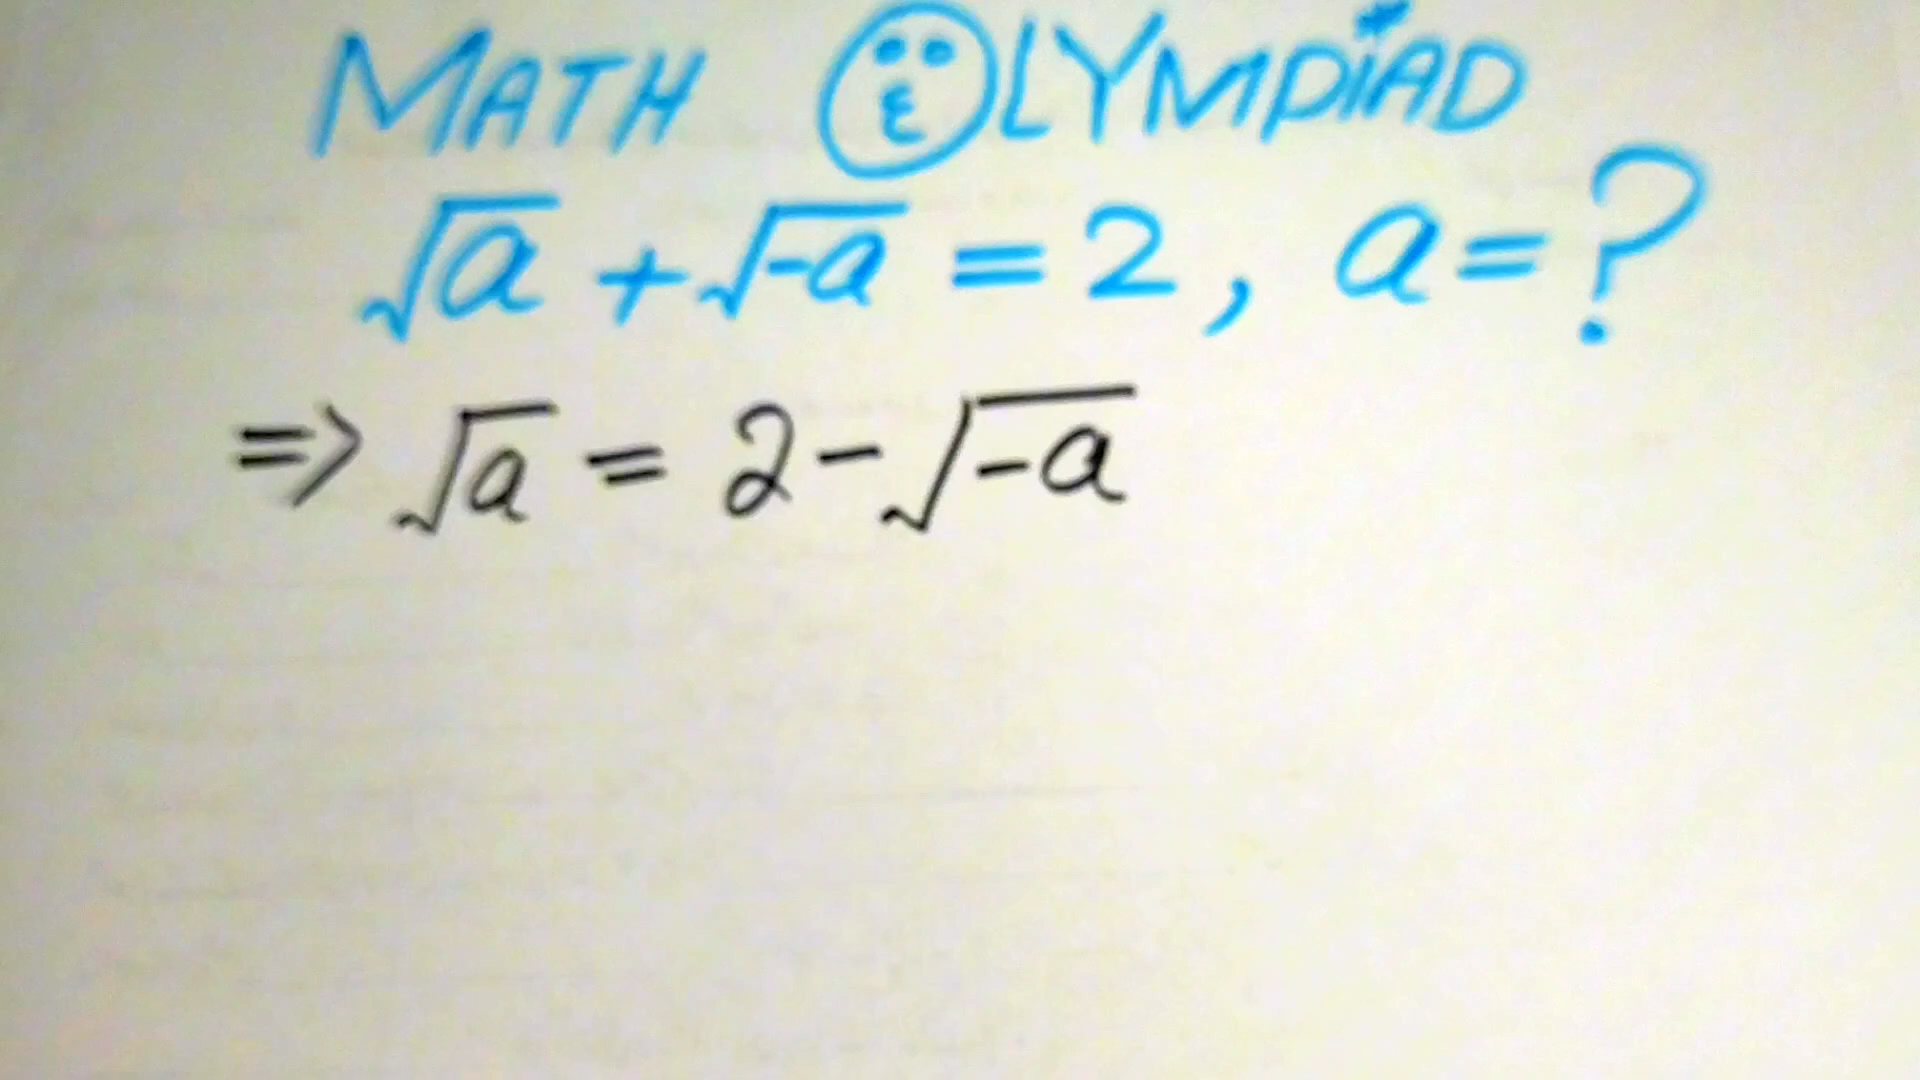 MATH OLYMPiAD
√a + √-a = 2, a = ?
⇒ √a = 2 - √-a